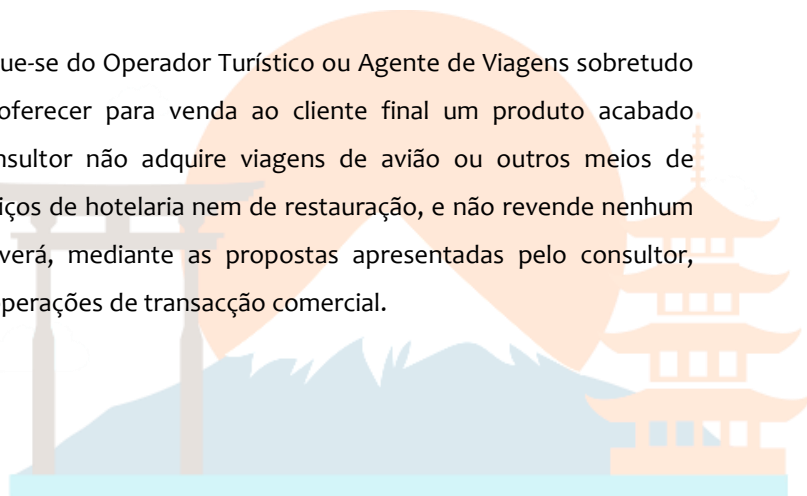 ue-se do Operador Turístico ou Agente de Viagens sobretudo
oferecer para venda ao cliente final um produto acabado
nsultor não adquire viagens de avião ou outros meios de
iços de hotelaria nem de restauração, e não revende nenhum
verá, mediante as propostas apresentadas pelo consultor,
perações de transacção comercial.